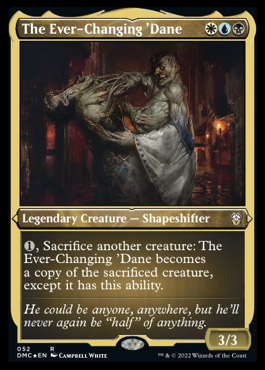 The Ever-Changing ’Dane
Legendary Creature — Shapeshifter
1, Sacrifice another creature: The
Ever-Changing ’Dane becomes
a copy of the sacrificed creature,
except it has this ability.
He could be anyone, anywhere, but he’ll
never again be “half” of anything.
3/3
052 R
DMC EN CAMPBELL WHITE
™ & © 2022 Wizards of the Coast